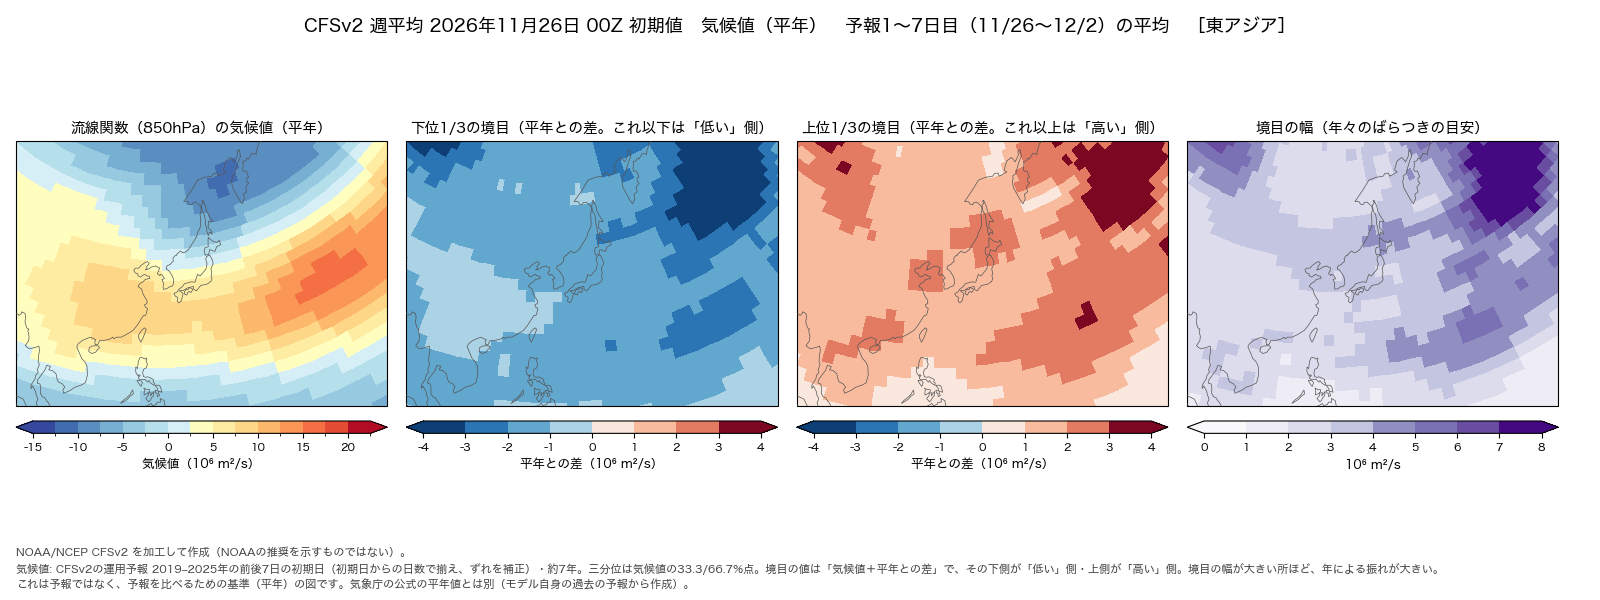 CFSv2 週平均 2026年11月26日 00Z 初期値　気候値（平年）　予報1〜7日目（11/26〜12/2）の平均　［東アジア］
流線関数（850hPa）の気候値（平年）
下位1/3の境目（平年との差。これ以下は「低い」側）
上位1/3の境目（平年との差。これ以上は「高い」側）
境目の幅（年々のばらつきの目安）
-15 -10 -5 0 5 10 15 20
気候値（10⁶ m²/s）
-4 -3 -2 -1 0 1 2 3 4
平年との差（10⁶ m²/s）
-4 -3 -2 -1 0 1 2 3 4
平年との差（10⁶ m²/s）
0 1 2 3 4 5 6 7 8
10⁶ m²/s
NOAA/NCEP CFSv2 を加工して作成（NOAAの推奨を示すものではない）。
気候値: CFSv2の運用予報 2019–2025年の前後7日の初期日（初期日からの日数で揃え、ずれを補正）・約7年。三分位は気候値の33.3/66.7%点。境目の値は「気候値＋平年との差」で、その下側が「低い」側・上側が「高い」側。境目の幅が大きい所ほど、年による振れが大きい。
これは予報ではなく、予報を比べるための基準（平年）の図です。気象庁の公式の平年値とは別（モデル自身の過去の予報から作成）。